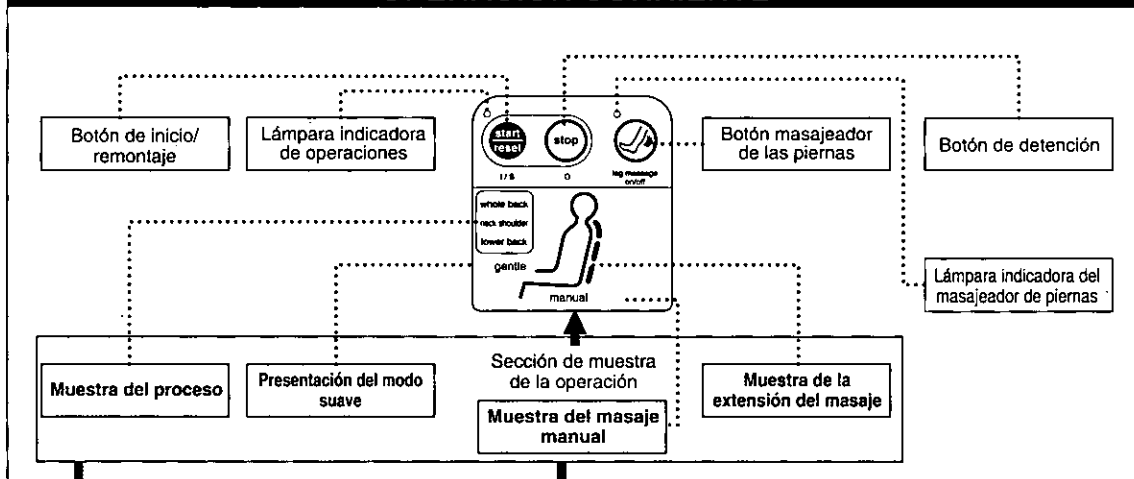 Botón de inicio/
remontaje
Lámpara indicadora
de operaciones
start
reset
stop
I / S
O
leg massage
on/off
Botón masajeador
de las piernas
Botón de detención
whole back
neck shoulder
lower back
gentle
manual
Lámpara indicadora del
masajeador de piernas
Sección de muestra
de la operación
Muestra del proceso
Presentación del modo
suave
Muestra del masaje
manual
Muestra de la
extensión del masaje